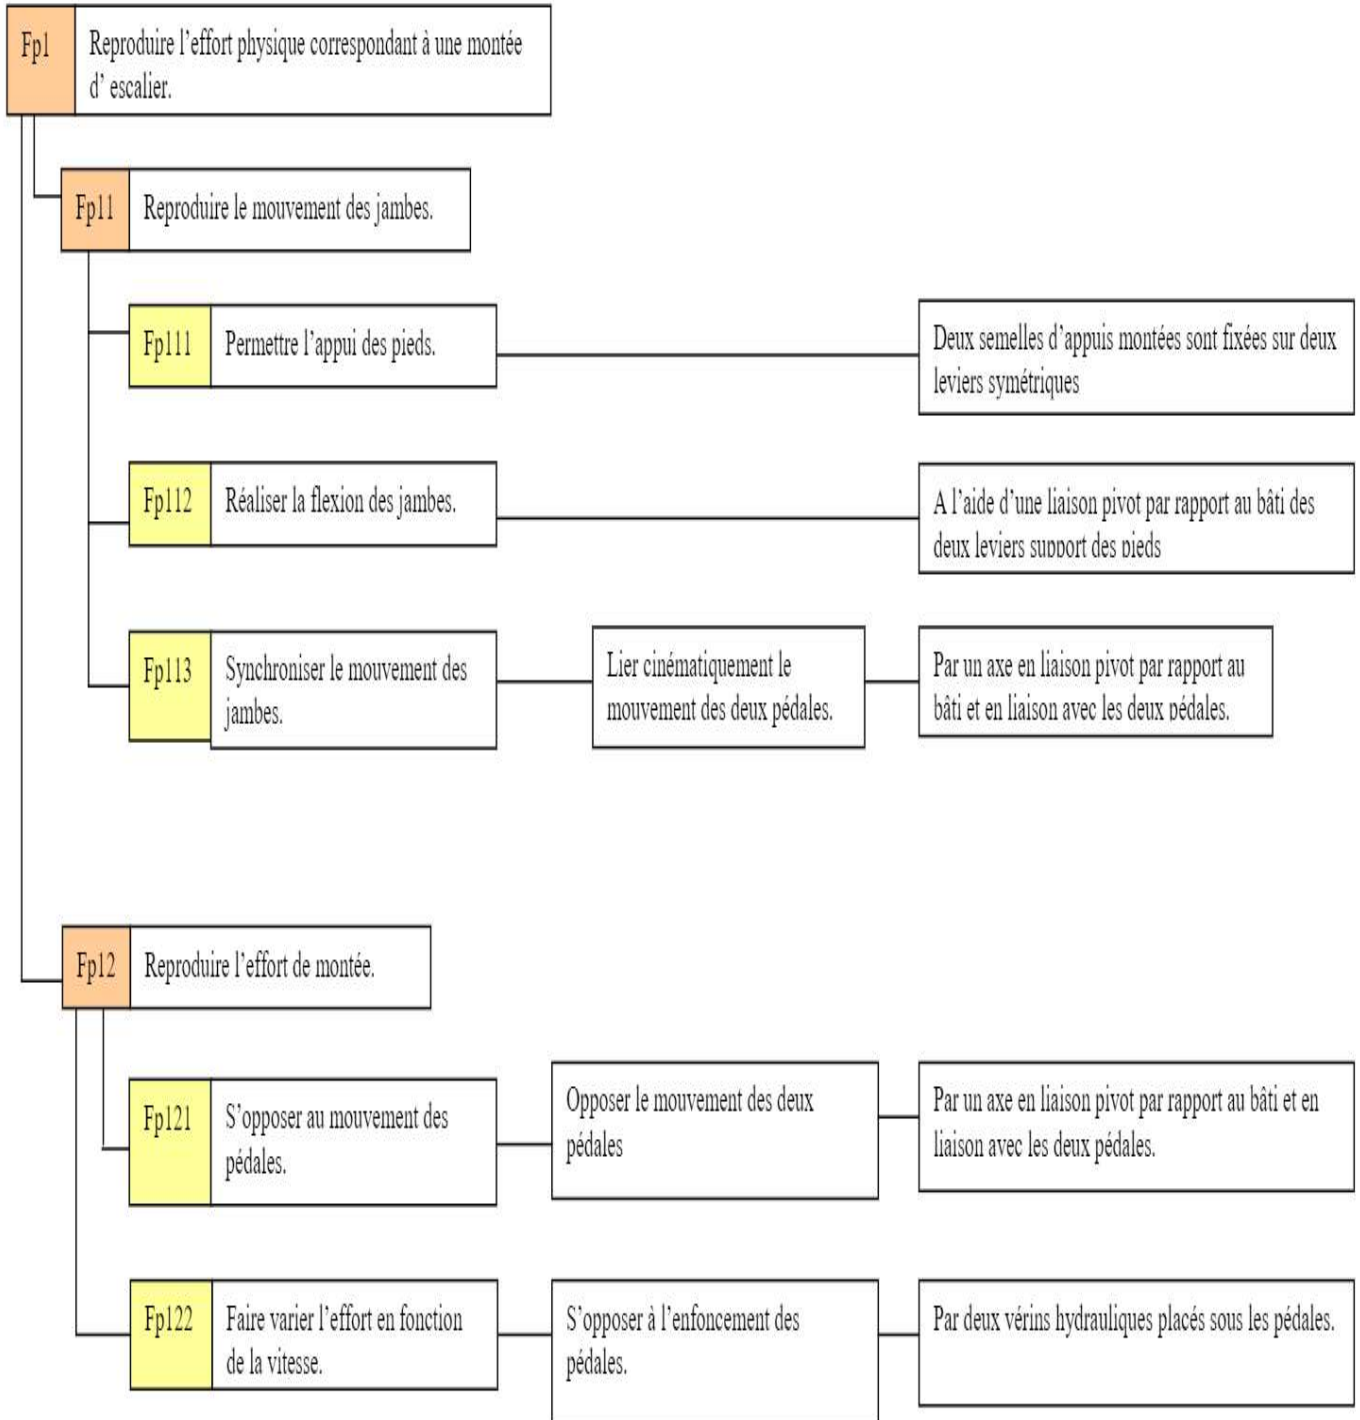 Fp1
Reproduire l’effort physique correspondant à une montée
d’ escalier.
Fp11
Reproduire le mouvement des jambes.
Fp111
Permettre l’appui des pieds.
Deux semelles d’appuis montées sont fixées sur deux
leviers symétriques
Fp112
Réaliser la flexion des jambes.
A l’aide d’une liaison pivot par rapport au bâti des
deux leviers support des pieds
Fp113
Synchroniser le mouvement des
jambes.
Lier cinématiquement le
mouvement des deux pédales.
Par un axe en liaison pivot par rapport au
bâti et en liaison avec les deux pédales.
Fp12
Reproduire l’effort de montée.
Fp121
S’opposer au mouvement des
pédales.
Opposer le mouvement des deux
pédales
Par un axe en liaison pivot par rapport au bâti et en
liaison avec les deux pédales.
Fp122
Faire varier l’effort en fonction
de la vitesse.
S’opposer à l’enfoncement des
pédales.
Par deux vérins hydrauliques placés sous les pédales.